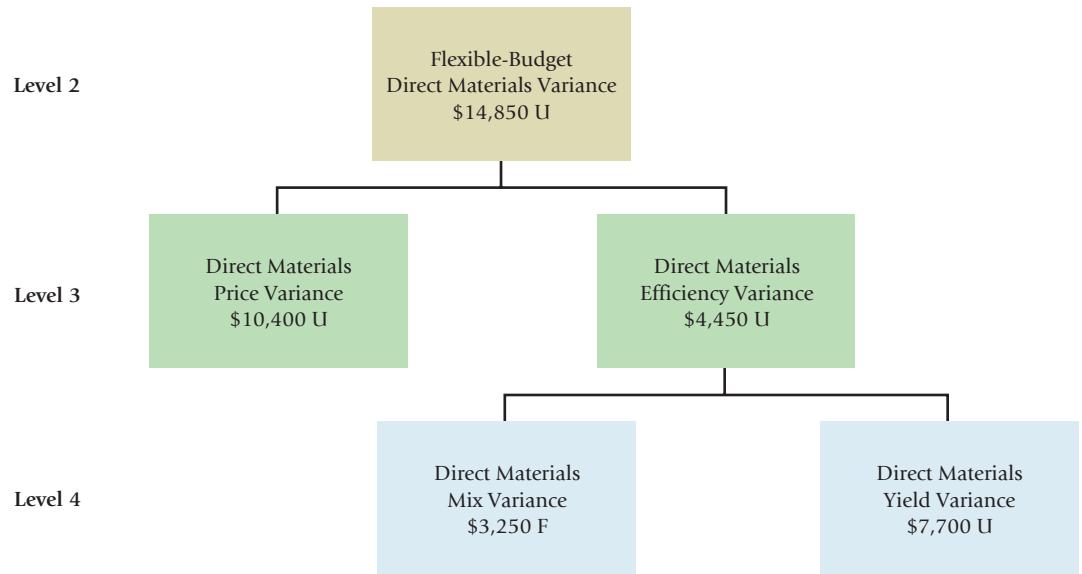 Level 2
Flexible-Budget
Direct Materials Variance
$14,850 U
Level 3
Direct Materials
Price Variance
$10,400 U
Direct Materials
Efficiency Variance
$4,450 U
Level 4
Direct Materials
Mix Variance
$3,250 F
Direct Materials
Yield Variance
$7,700 U